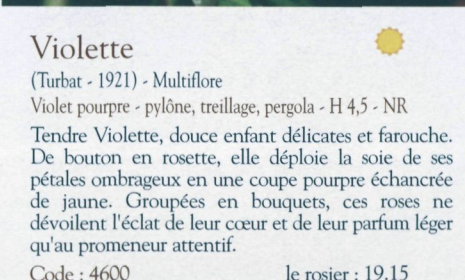 Violette
(Turbat - 1921) - Multiflore
Violet pourpre - pylône, treillage, pergola - H 4,5 - NR
Tendre Violette, douce enfant délicates et farouche.
De bouton en rosette, elle déploie la soie de ses
pétales ombrageux en une coupe pourpre échancrée
de jaune. Groupées en bouquets, ces roses ne
dévoilent l'éclat de leur cœur et de leur parfum léger
qu'au promeneur attentif.
Code : 4600 le rosier : 19,15